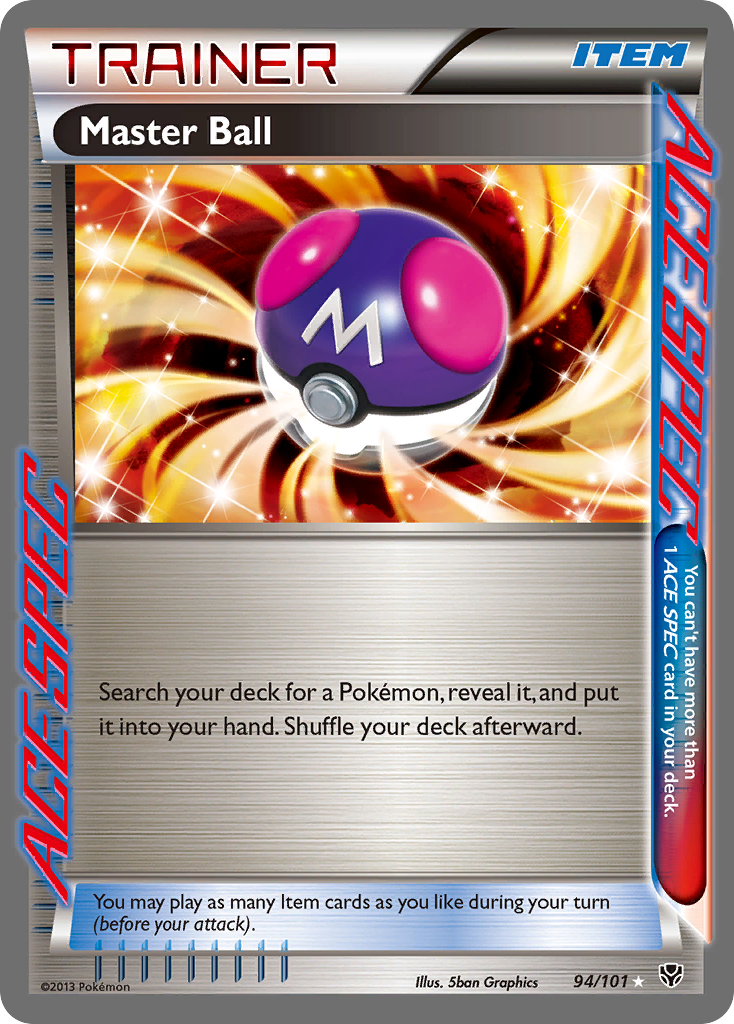 TRAINER
ITEM
Master Ball
M
ACE SPEC
You can't have more than
1 ACE SPEC card in your deck.
ACE SPEC
Search your deck for a Pokémon, reveal it, and put
it into your hand. Shuffle your deck afterward.
You may play as many Item cards as you like during your turn
(before your attack).
©2013 Pokémon
Illus. 5ban Graphics
94/101